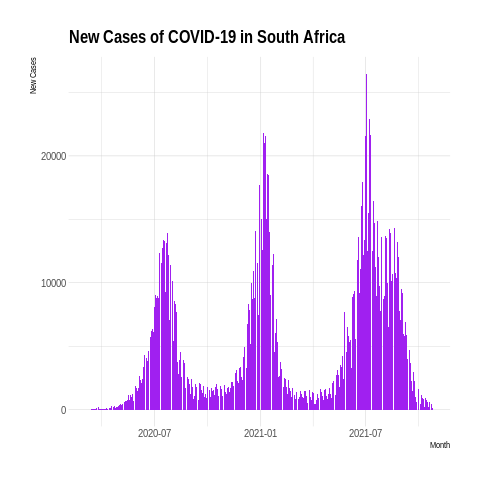 New Cases of COVID-19 in South Africa
New Cases
20000
10000
0
2020-07 2021-01 2021-07
Month